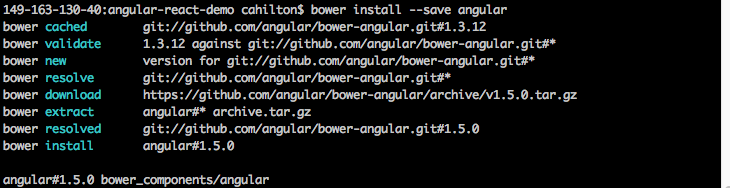 149-163-130-40:angular-react-demo cahilton$ bower install --save angular
bower cached git://github.com/angular/bower-angular.git#1.3.12
bower validate 1.3.12 against git://github.com/angular/bower-angular.git#*
bower new version for git://github.com/angular/bower-angular.git#*
bower resolve git://github.com/angular/bower-angular.git#*
bower download https://github.com/angular/bower-angular/archive/v1.5.0.tar.gz
bower extract angular#* archive.tar.gz
bower resolved git://github.com/angular/bower-angular.git#1.5.0
bower install angular#1.5.0
angular#1.5.0 bower_components/angular